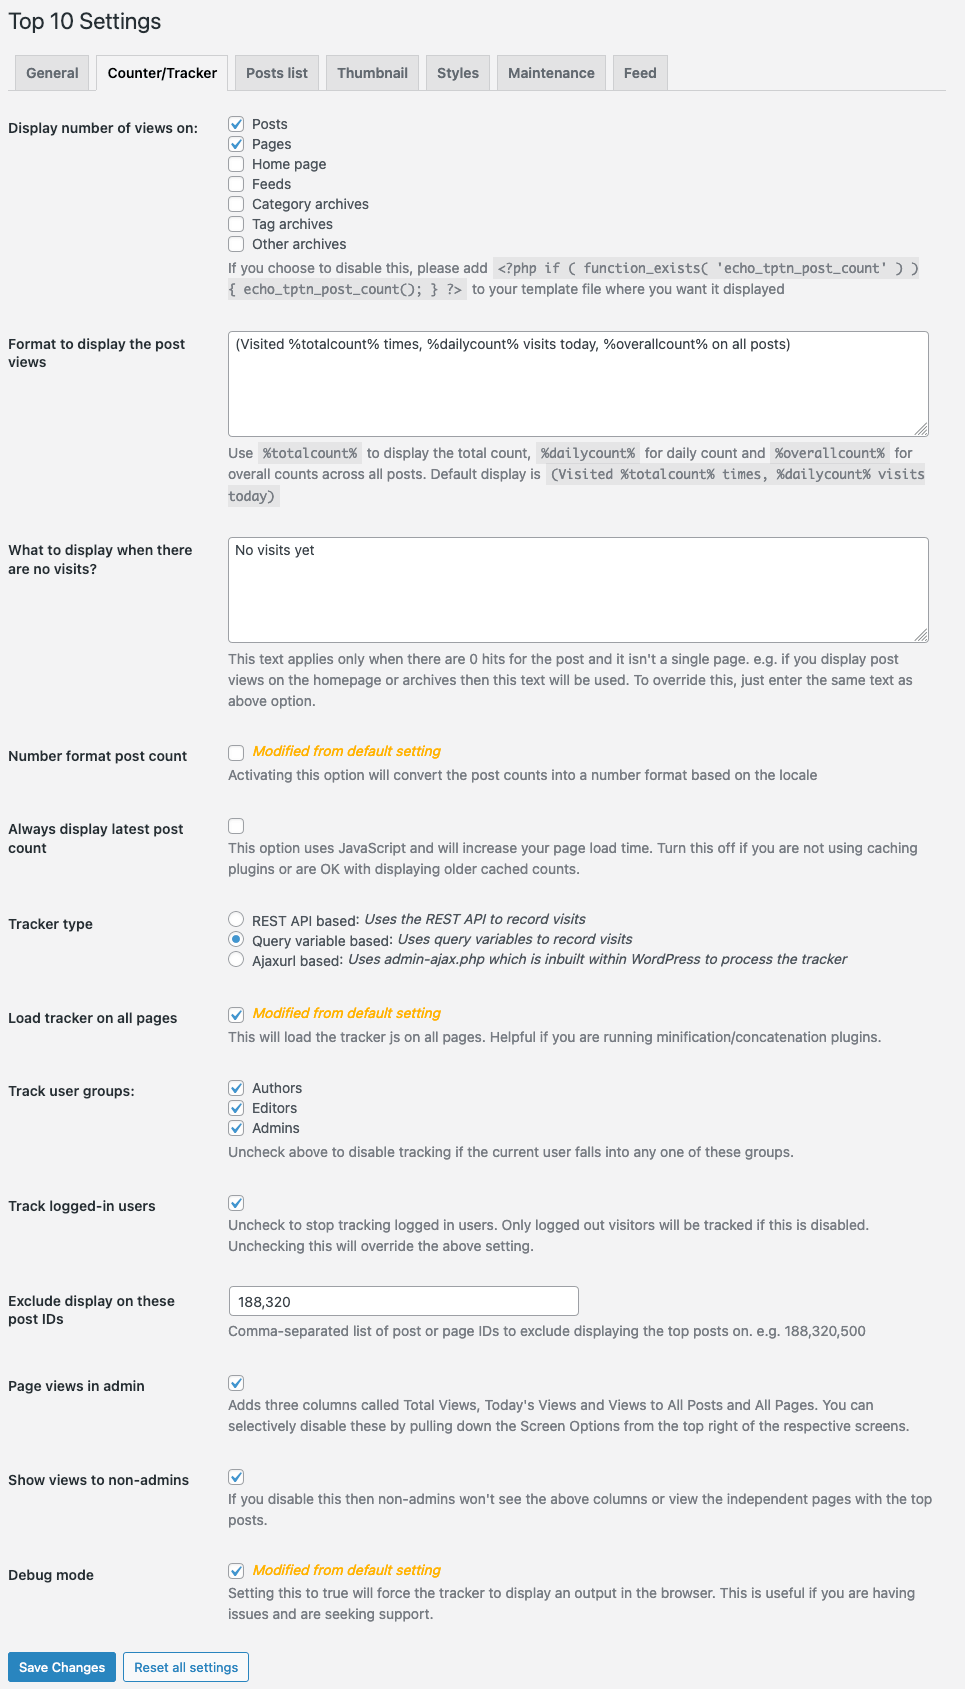 Top 10 Settings
General
Counter/Tracker
Posts list
Thumbnail
Styles
Maintenance
Feed
Display number of views on:
Posts
Pages
Home page
Feeds
Category archives
Tag archives
Other archives
If you choose to disable this, please add <?php if ( function_exists( 'echo_tptn_post_count' ) )
{ echo_tptn_post_count(); } ?> to your template file where you want it displayed
Format to display the post
views
(Visited %totalcount% times, %dailycount% visits today, %overallcount% on all posts)
Use %totalcount% to display the total count, %dailycount% for daily count and %overallcount% for
overall counts across all posts. Default display is (Visited %totalcount% times, %dailycount% visits
today)
What to display when there
are no visits?
No visits yet
This text applies only when there are 0 hits for the post and it isn't a single page. e.g. if you display post
views on the homepage or archives then this text will be used. To override this, just enter the same text as
above option.
Number format post count
Modified from default setting
Activating this option will convert the post counts into a number format based on the locale
Always display latest post
count
This option uses JavaScript and will increase your page load time. Turn this off if you are not using caching
plugins or are OK with displaying older cached counts.
Tracker type
REST API based: Uses the REST API to record visits
Query variable based: Uses query variables to record visits
Ajaxurl based: Uses admin-ajax.php which is inbuilt within WordPress to process the tracker
Load tracker on all pages
Modified from default setting
This will load the tracker js on all pages. Helpful if you are running minification/concatenation plugins.
Track user groups:
Authors
Editors
Admins
Uncheck above to disable tracking if the current user falls into any one of these groups.
Track logged-in users
Uncheck to stop tracking logged in users. Only logged out visitors will be tracked if this is disabled.
Unchecking this will override the above setting.
Exclude display on these
post IDs
188,320
Comma-separated list of post or page IDs to exclude displaying the top posts on. e.g. 188,320,500
Page views in admin
Adds three columns called Total Views, Today's Views and Views to All Posts and All Pages. You can
selectively disable these by pulling down the Screen Options from the top right of the respective screens.
Show views to non-admins
If you disable this then non-admins won't see the above columns or view the independent pages with the top
posts.
Debug mode
Modified from default setting
Setting this to true will force the tracker to display an output in the browser. This is useful if you are having
issues and are seeking support.
Save Changes
Reset all settings